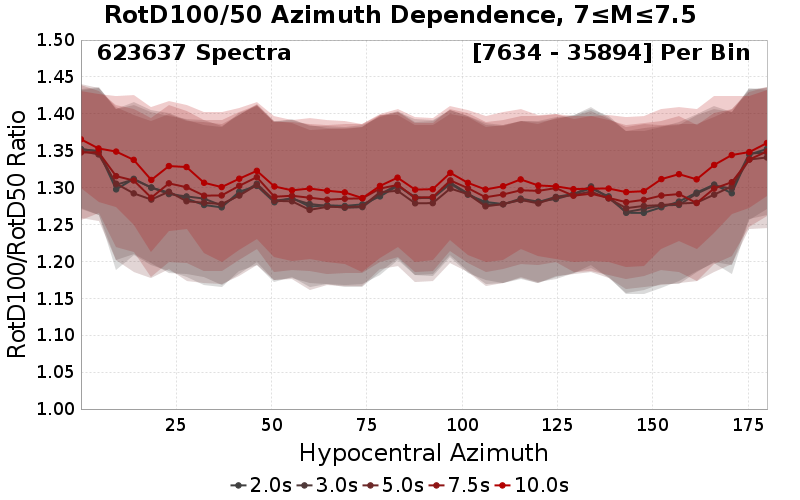 RotD100/50 Azimuth Dependence, 7≤M≤7.5
623637 Spectra
[7634 - 35894] Per Bin
RotD100/RotD50 Ratio
1.50
1.45
1.40
1.35
1.30
1.25
1.20
1.15
1.10
1.05
1.00
25 50 75 100 125 150 175
Hypocentral Azimuth
2.0s 3.0s 5.0s 7.5s 10.0s